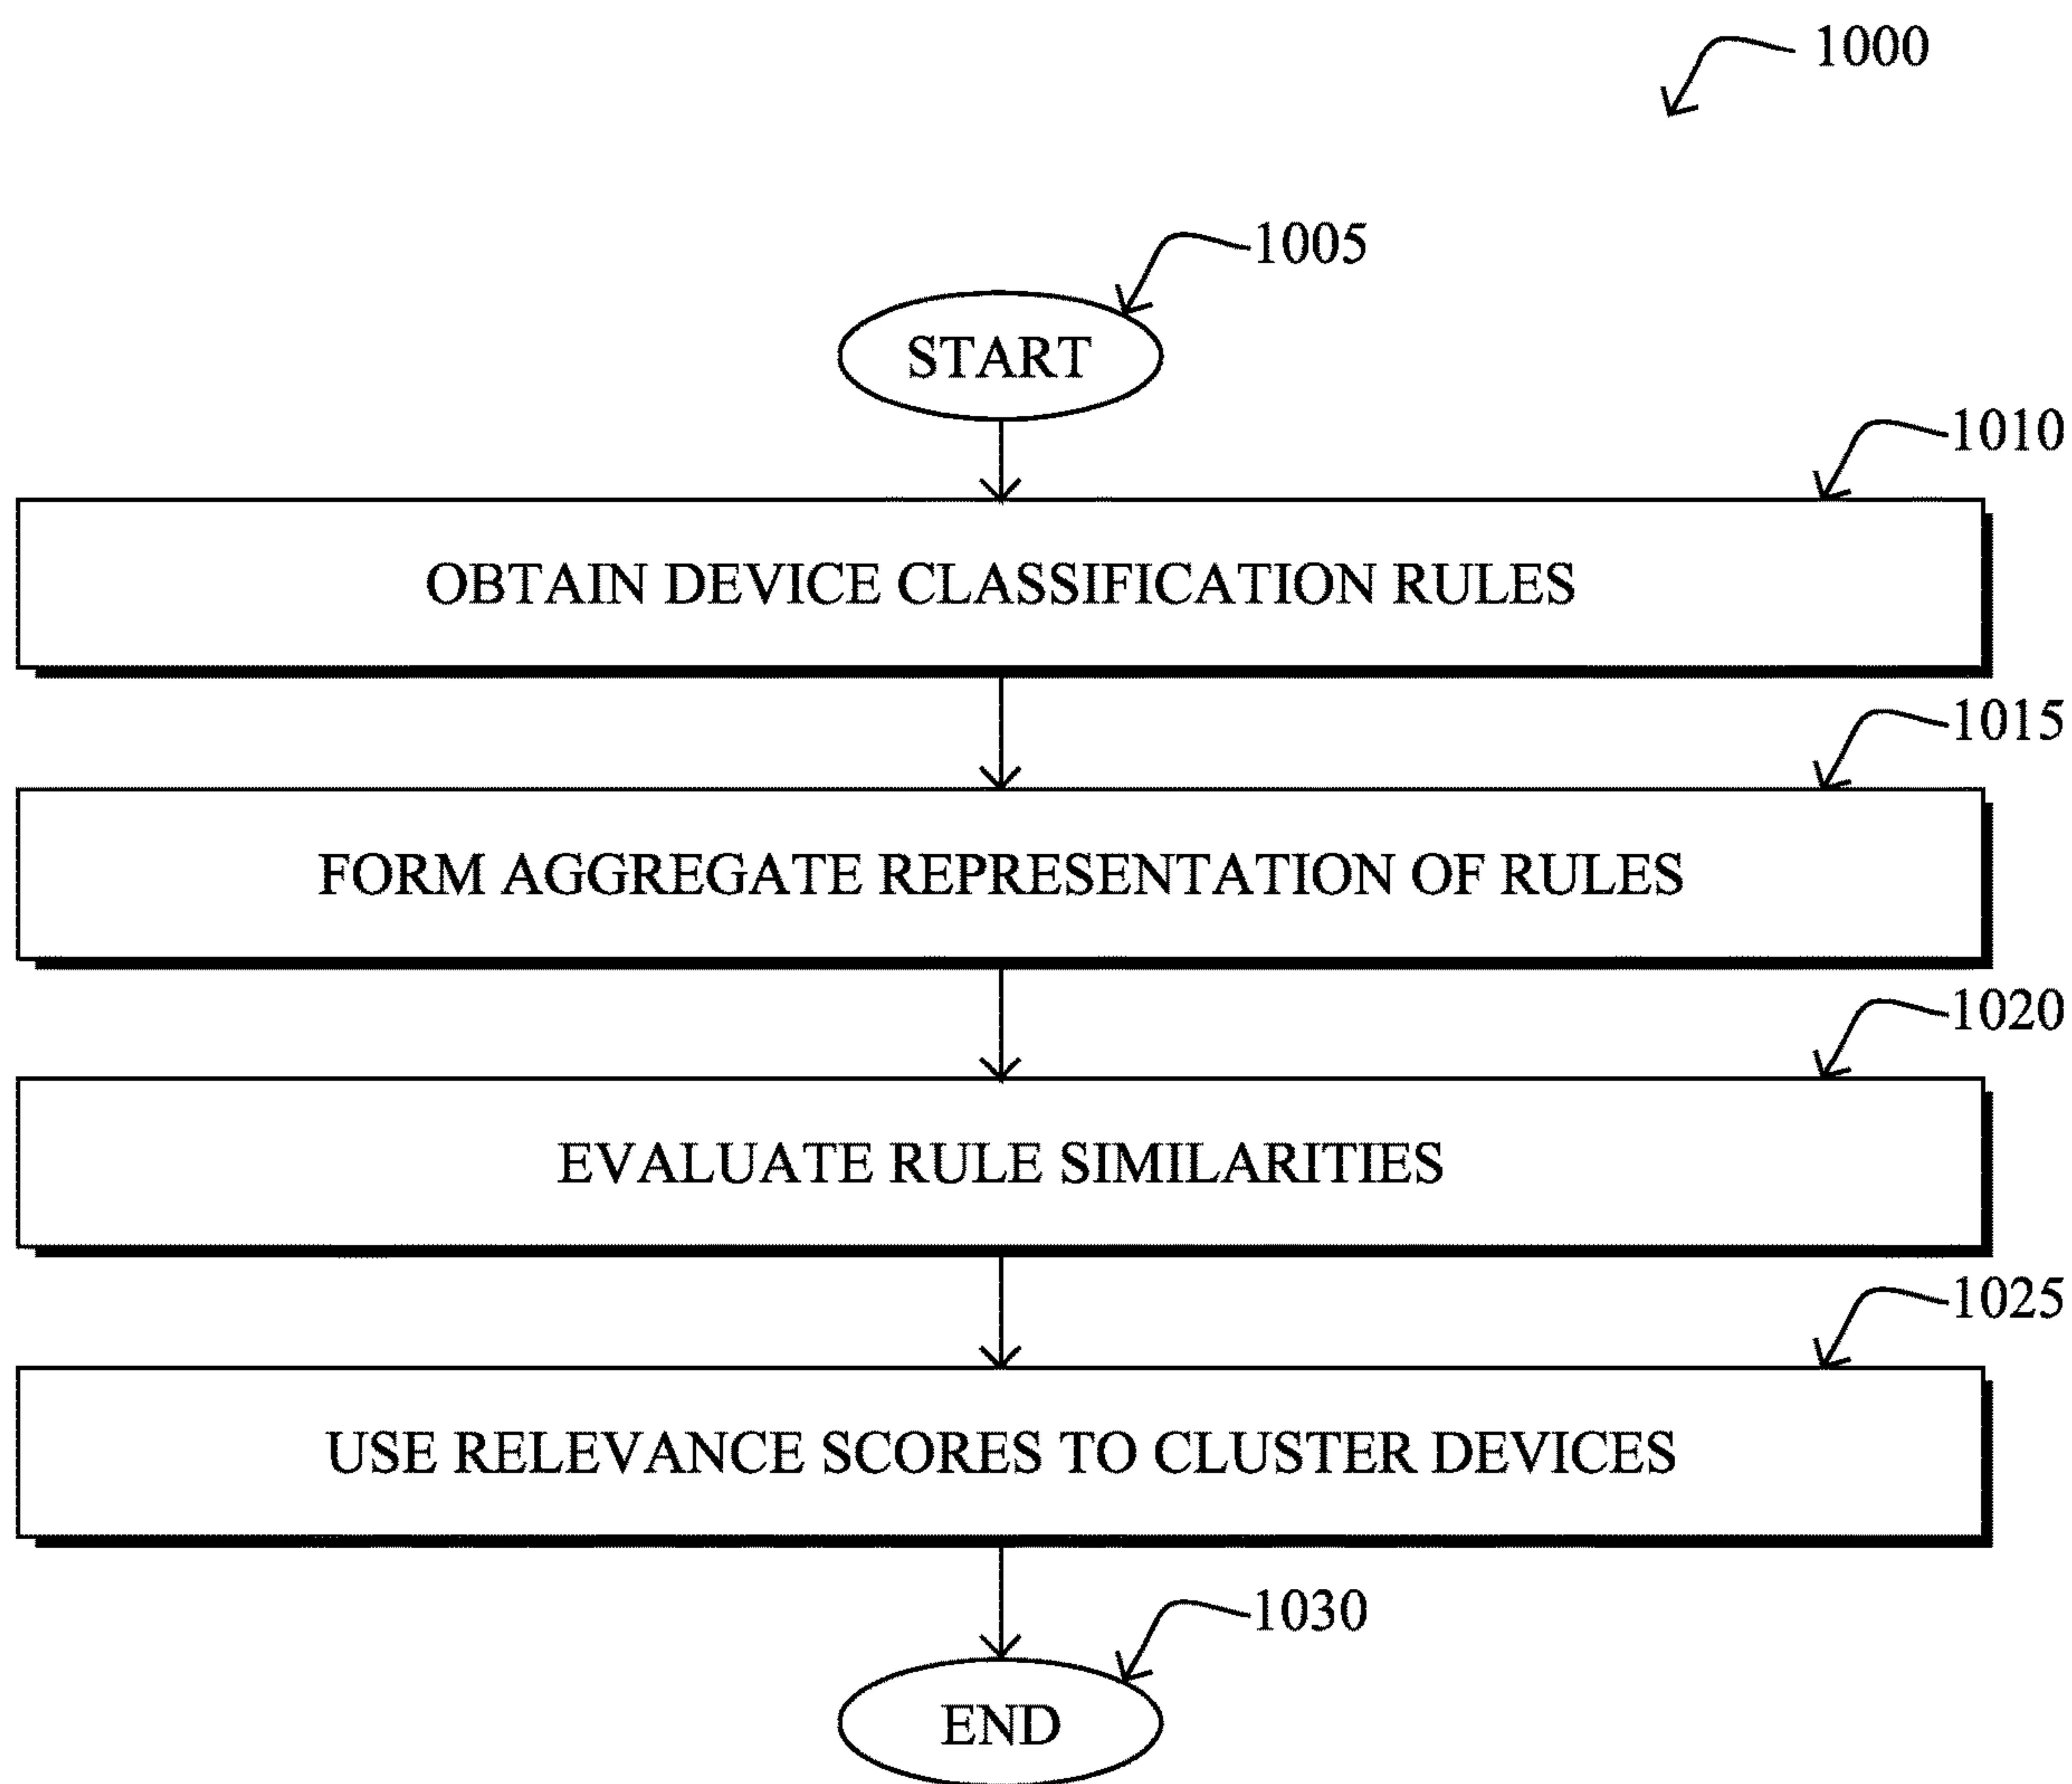 1000
1005
START
1010
OBTAIN DEVICE CLASSIFICATION RULES
1015
FORM AGGREGATE REPRESENTATION OF RULES
1020
EVALUATE RULE SIMILARITIES
1025
USE RELEVANCE SCORES TO CLUSTER DEVICES
1030
END